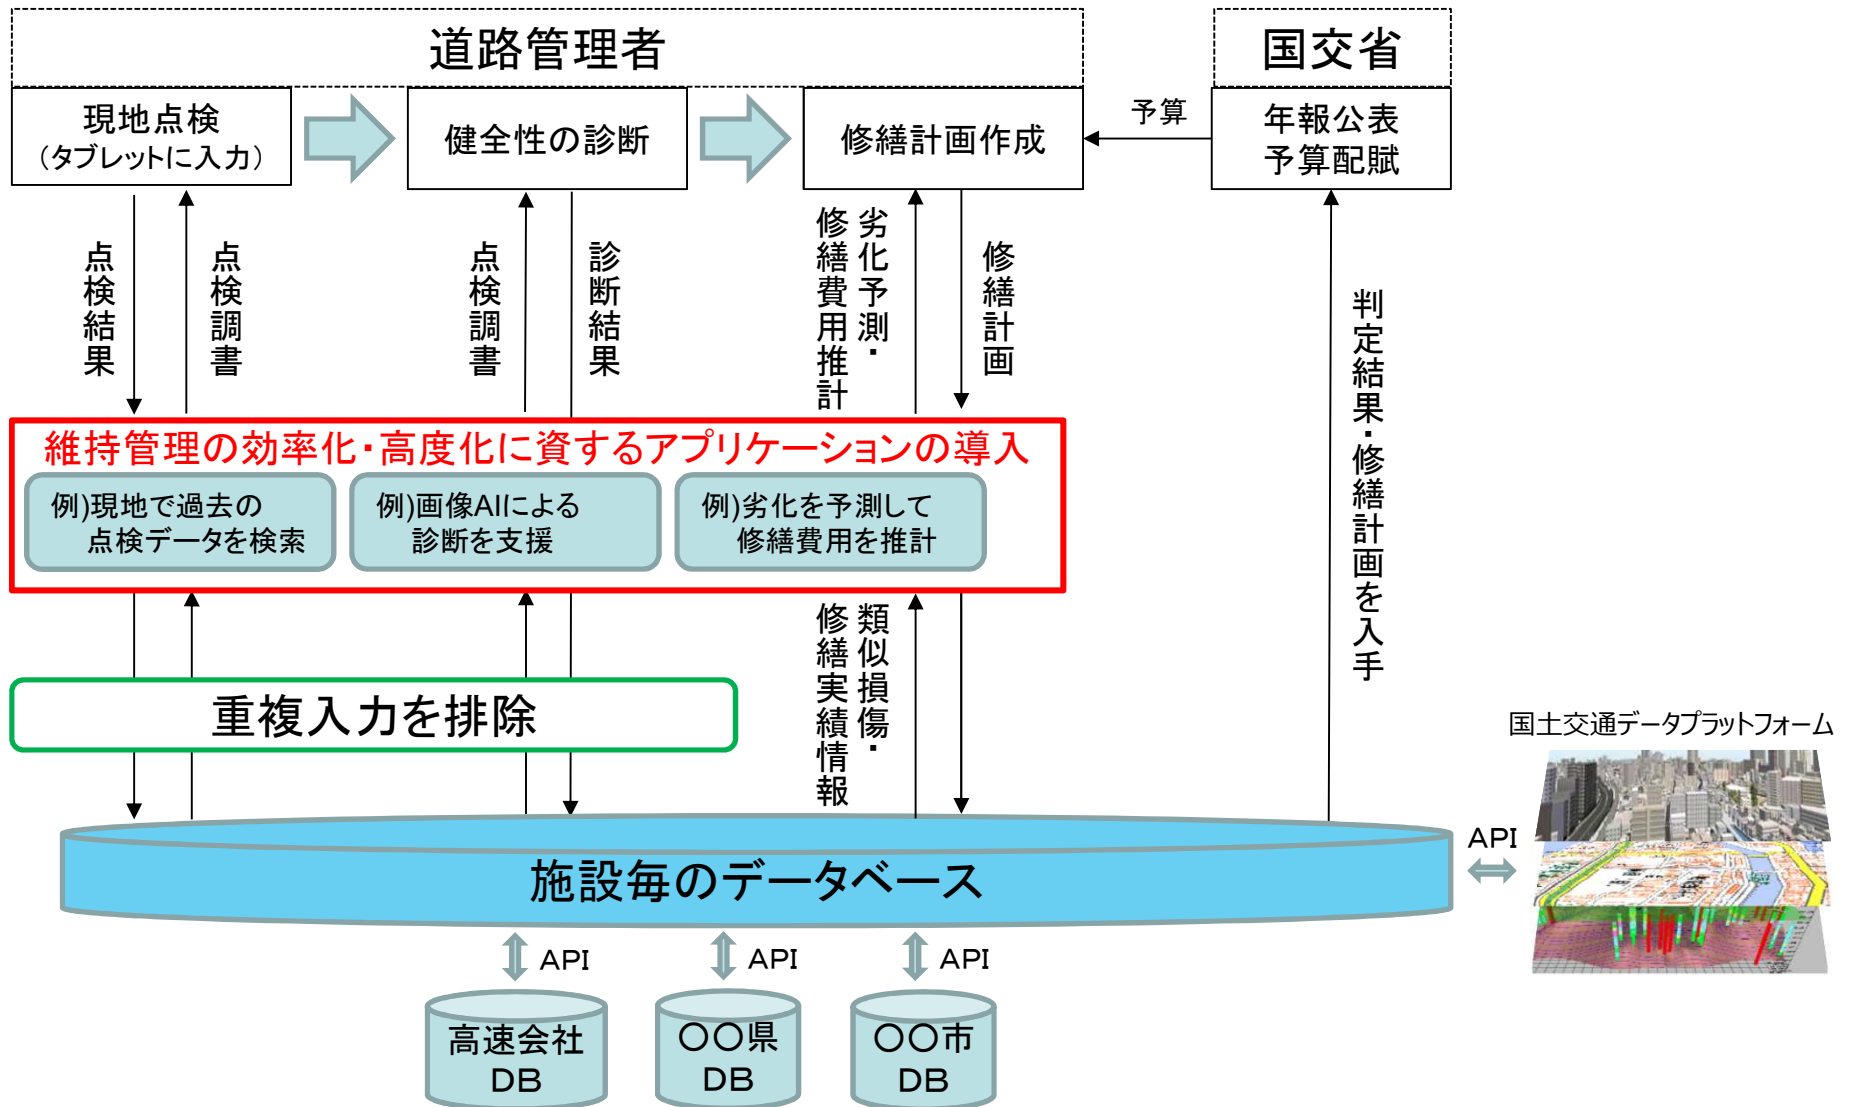 道路管理者
国交省
現地点検
（タブレットに入力）
健全性の診断
修繕計画作成
予算
年報公表
予算配賦
点検結果
点検調書
点検調書
診断結果
劣化予測・
修繕費用推計
修繕計画
判定結果・修繕計画を入手
維持管理の効率化・高度化に資するアプリケーションの導入
例)現地で過去の
点検データを検索
例)画像AIによる
診断を支援
例)劣化を予測して
修繕費用を推計
類似損傷・
修繕実績情報
重複入力を排除
国土交通データプラットフォーム
施設毎のデータベース
API
API
API
API
高速会社
DB
〇〇県
DB
〇〇市
DB